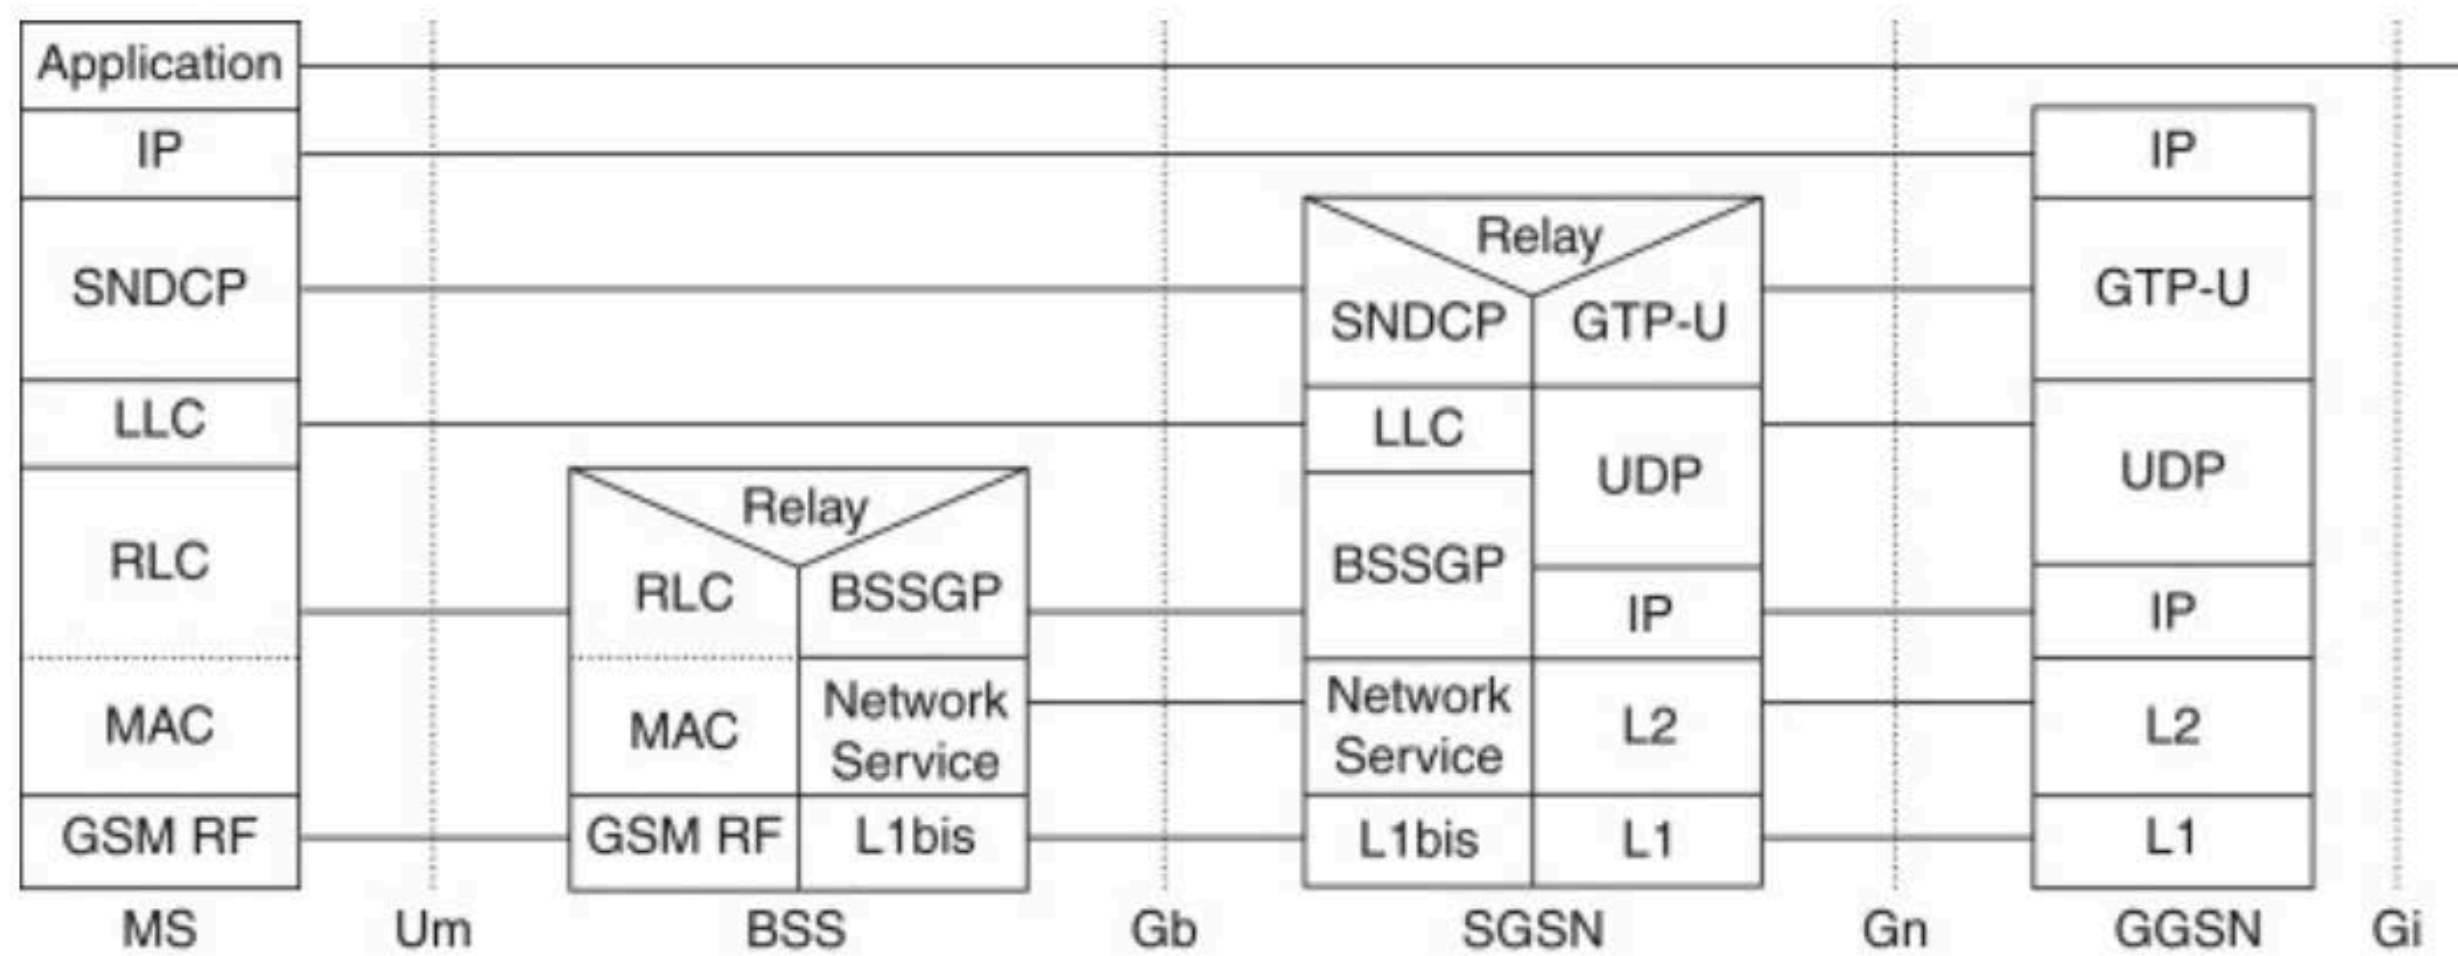 Application
IP
SNDCP
LLC
RLC
MAC
GSM RF
MS
Um
Relay
RLC
BSSGP
MAC
Network
Service
GSM RF
L1bis
BSS
Gb
Relay
SNDCP
GTP-U
LLC
UDP
BSSGP
IP
Network
Service
L2
L1bis
L1
SGSN
Gn
IP
GTP-U
UDP
IP
L2
L1
GGSN
Gi